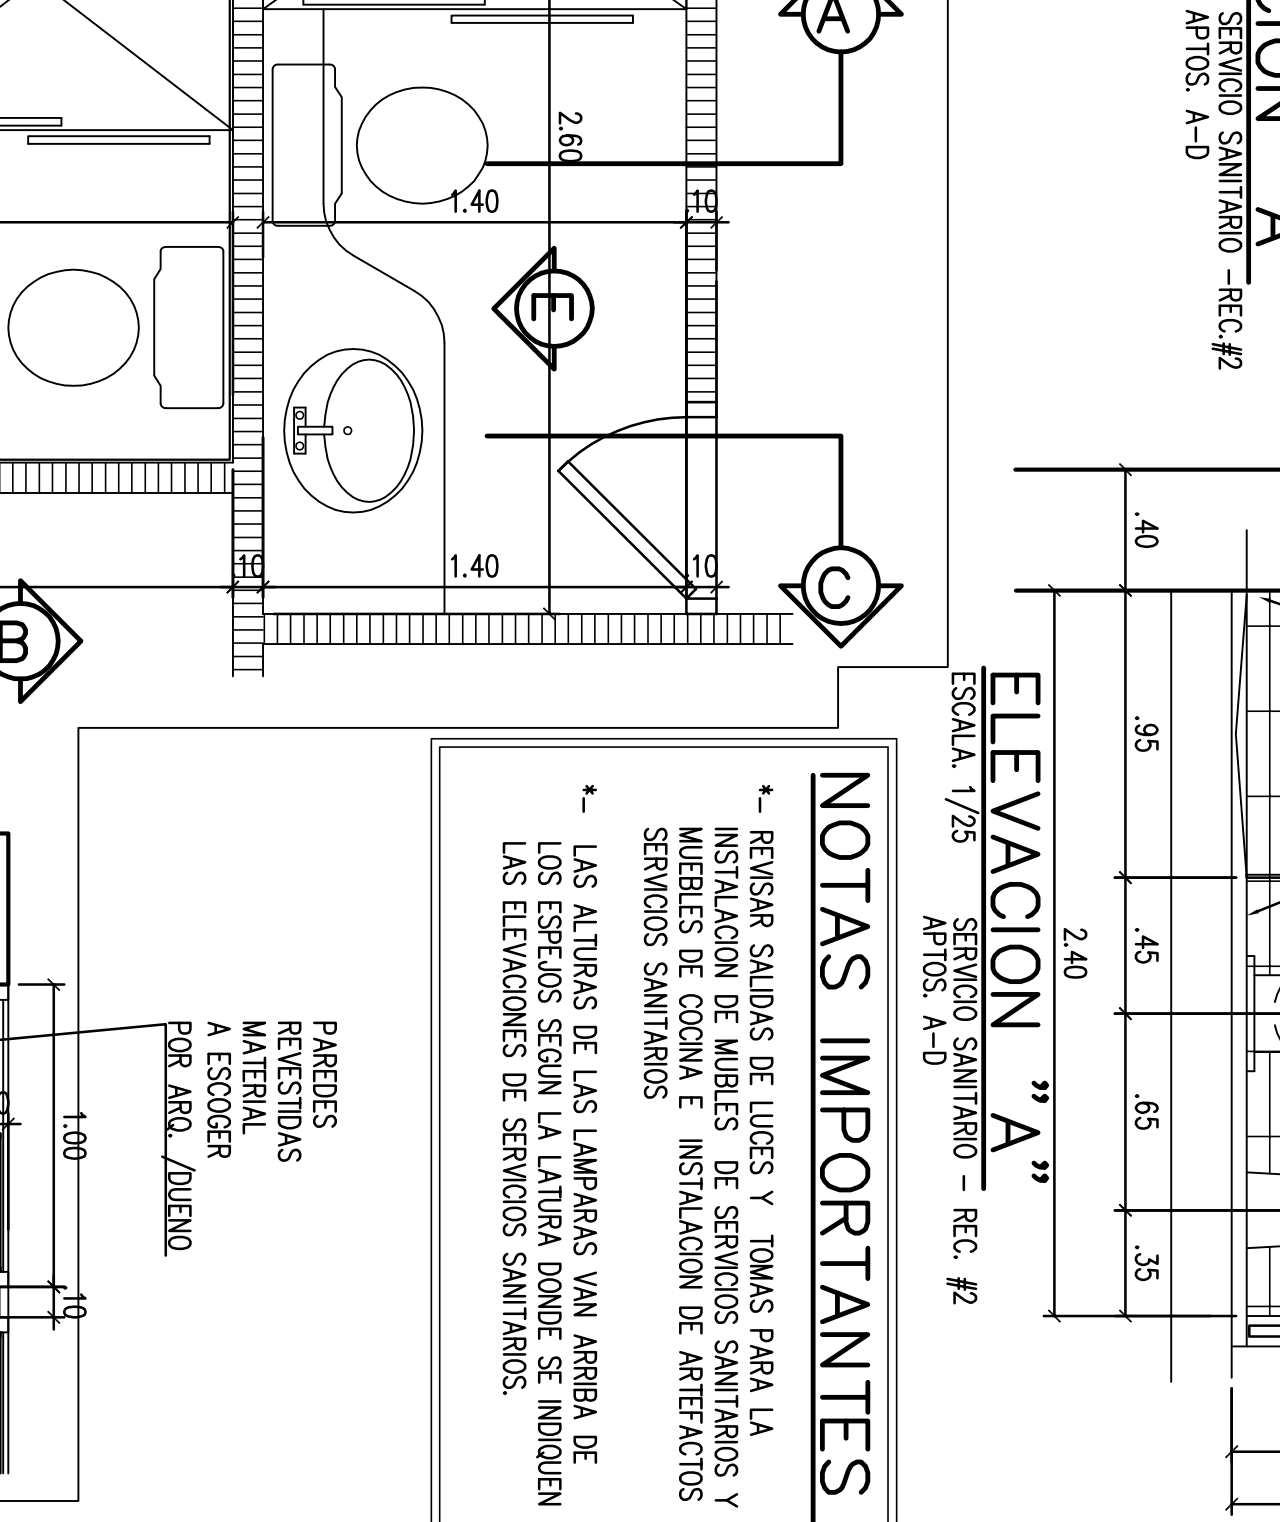 SERVICIO SANITARIO -REC.#2
APTOS. A-D
A
2.60
1.40
10
E
1.40
10
10
C
B
.40
.95
.45
.65
.35
2.40
ELEVACION "A"
ESCALA. 1/25
SERVICIO SANITARIO - REC. #2
APTOS. A-D
NOTAS IMPORTANTES
*- REVISAR SALIDAS DE LUCES Y TOMAS PARA LA
INSTALACION DE MUBLES DE SERVICIOS SANITARIOS Y
MUEBLES DE COCINA E INSTALACION DE ARTEFACTOS
SERVICIOS SANITARIOS
*- LAS ALTURAS DE LAS LAMPARAS VAN ARRIBA DE
LOS ESPEJOS SEGUN LA LATURA DONDE SE INDIQUEN
LAS ELEVACIONES DE SERVICIOS SANITARIOS.
PAREDES
REVESTIDAS
MATERIAL
A ESCOGER
POR ARQ. /DUENO
1.00
10